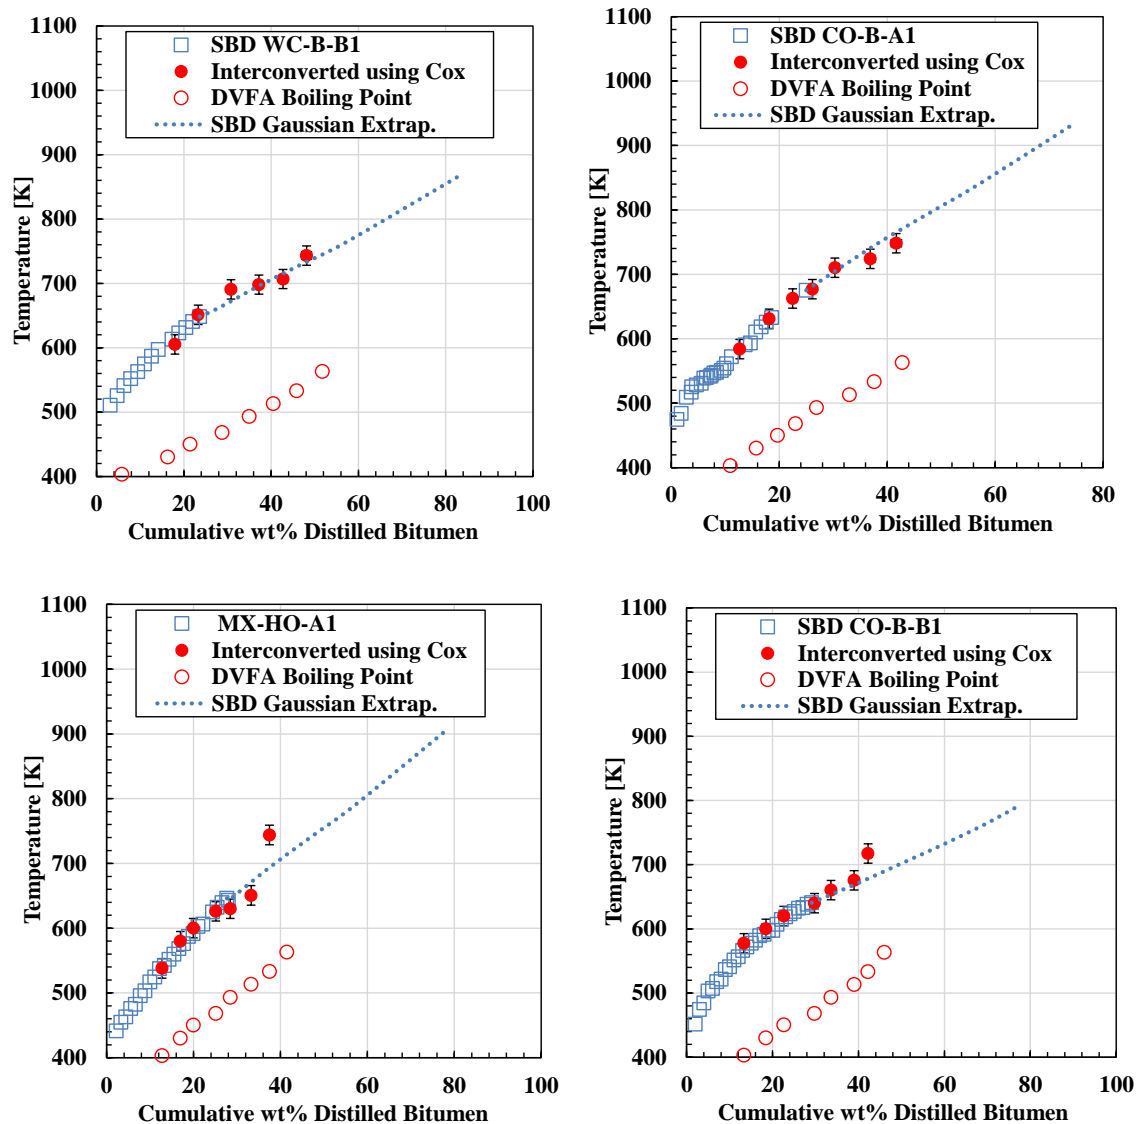 1100
1000
900
800
700
600
500
400
0
20
40
60
80
100
Temperature [K]
Cumulative wt% Distilled Bitumen
SBD WC-B-B1
Interconverted using Cox
DVFA Boiling Point
SBD Gaussian Extrap.
1100
1000
900
800
700
600
500
400
0
20
40
60
80
Temperature [K]
Cumulative wt% Distilled Bitumen
SBD CO-B-A1
Interconverted using Cox
DVFA Boiling Point
SBD Gaussian Extrap.
1100
1000
900
800
700
600
500
400
0
20
40
60
80
100
Temperature [K]
Cumulative wt% Distilled Bitumen
MX-HO-A1
Interconverted using Cox
DVFA Boiling Point
SBD Gaussian Extrap.
1100
1000
900
800
700
600
500
400
0
20
40
60
80
100
Temperature [K]
Cumulative wt% Distilled Bitumen
SBD CO-B-B1
Interconverted using Cox
DVFA Boiling Point
SBD Gaussian Extrap.